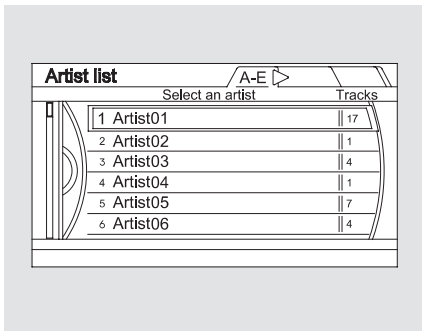 Artist list A-E
Select an artist Tracks
1 Artist01 17
2 Artist02 1
3 Artist03 4
4 Artist04 1
5 Artist05 7
6 Artist06 4